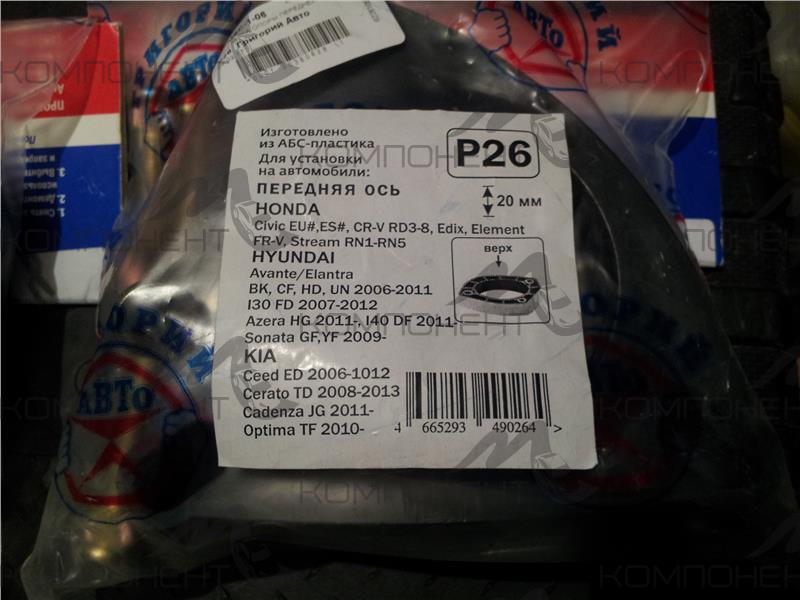 Григорий Авто
ГРИГОРИЙ
АВТО
Изготовлено
из АБС-пластика
Для установки
на автомобили:
P26
ПЕРЕДНЯЯ ОСЬ
20 мм
HONDA
Civic EU#,ES#, CR-V RD3-8, Edix, Element
FR-V, Stream RN1-RN5
верх
HYUNDAI
Avante/Elantra
BK, CF, HD, UN 2006-2011
I30 FD 2007-2012
Azera HG 2011-, I40 DF 2011-
Sonata GF,YF 2009-
KIA
Ceed ED 2006-1012
Cerato TD 2008-2013
Cadenza JG 2011-
Optima TF 2010-
4 665293 490264 >
ГРИГОРИЙ
АВТО
КОМПОНЕНТ